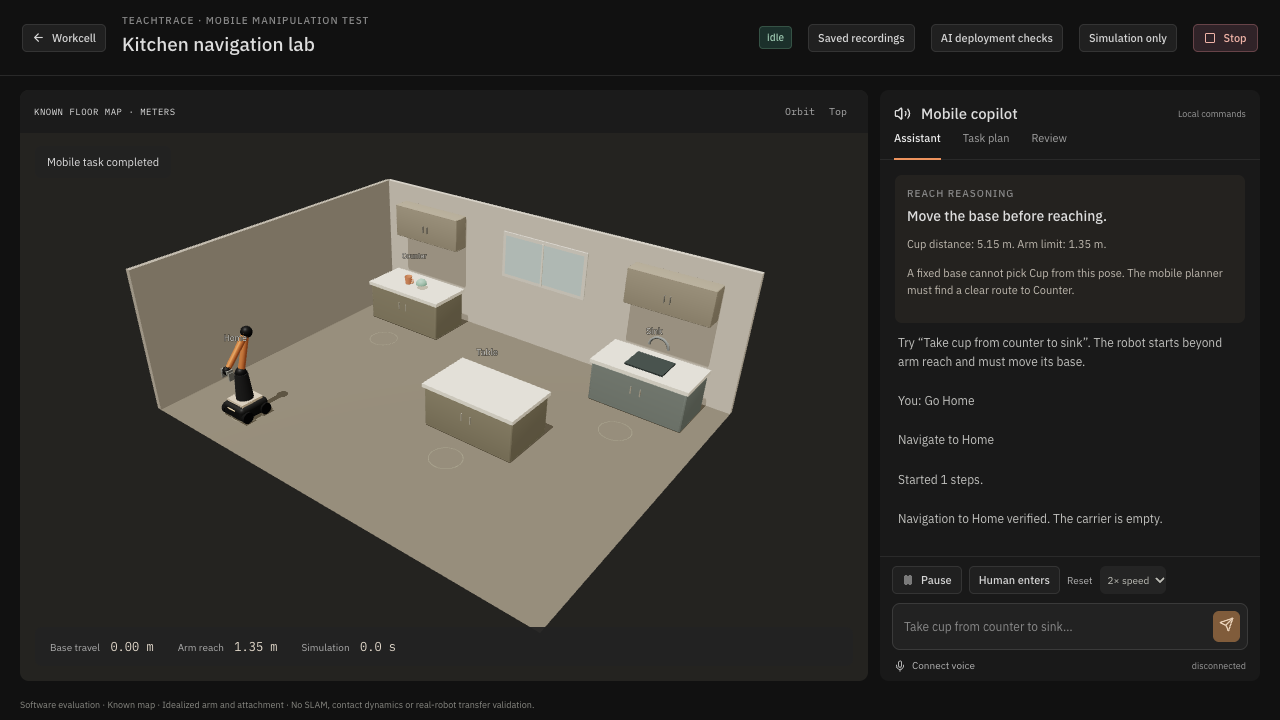 Workcell
TEACHTRACE · MOBILE MANIPULATION TEST
Kitchen navigation lab
Idle
Saved recordings
AI deployment checks
Simulation only
Stop
KNOWN FLOOR MAP · METERS
Orbit
Top
Mobile task completed
Counter
Sink
Home
Table
Base travel 0.00 m
Arm reach 1.35 m
Simulation 0.0 s
Mobile copilot
Local commands
Assistant
Task plan
Review
REACH REASONING
Move the base before reaching.
Cup distance: 5.15 m. Arm limit: 1.35 m.
A fixed base cannot pick Cup from this pose. The mobile planner
must find a clear route to Counter.
Try “Take cup from counter to sink”. The robot starts beyond
arm reach and must move its base.
You: Go Home
Navigate to Home
Started 1 steps.
Navigation to Home verified. The carrier is empty.
Pause
Human enters
Reset
2× speed
Take cup from counter to sink...
Connect voice
disconnected
Software evaluation · Known map · Idealized arm and attachment · No SLAM, contact dynamics or real-robot transfer validation.